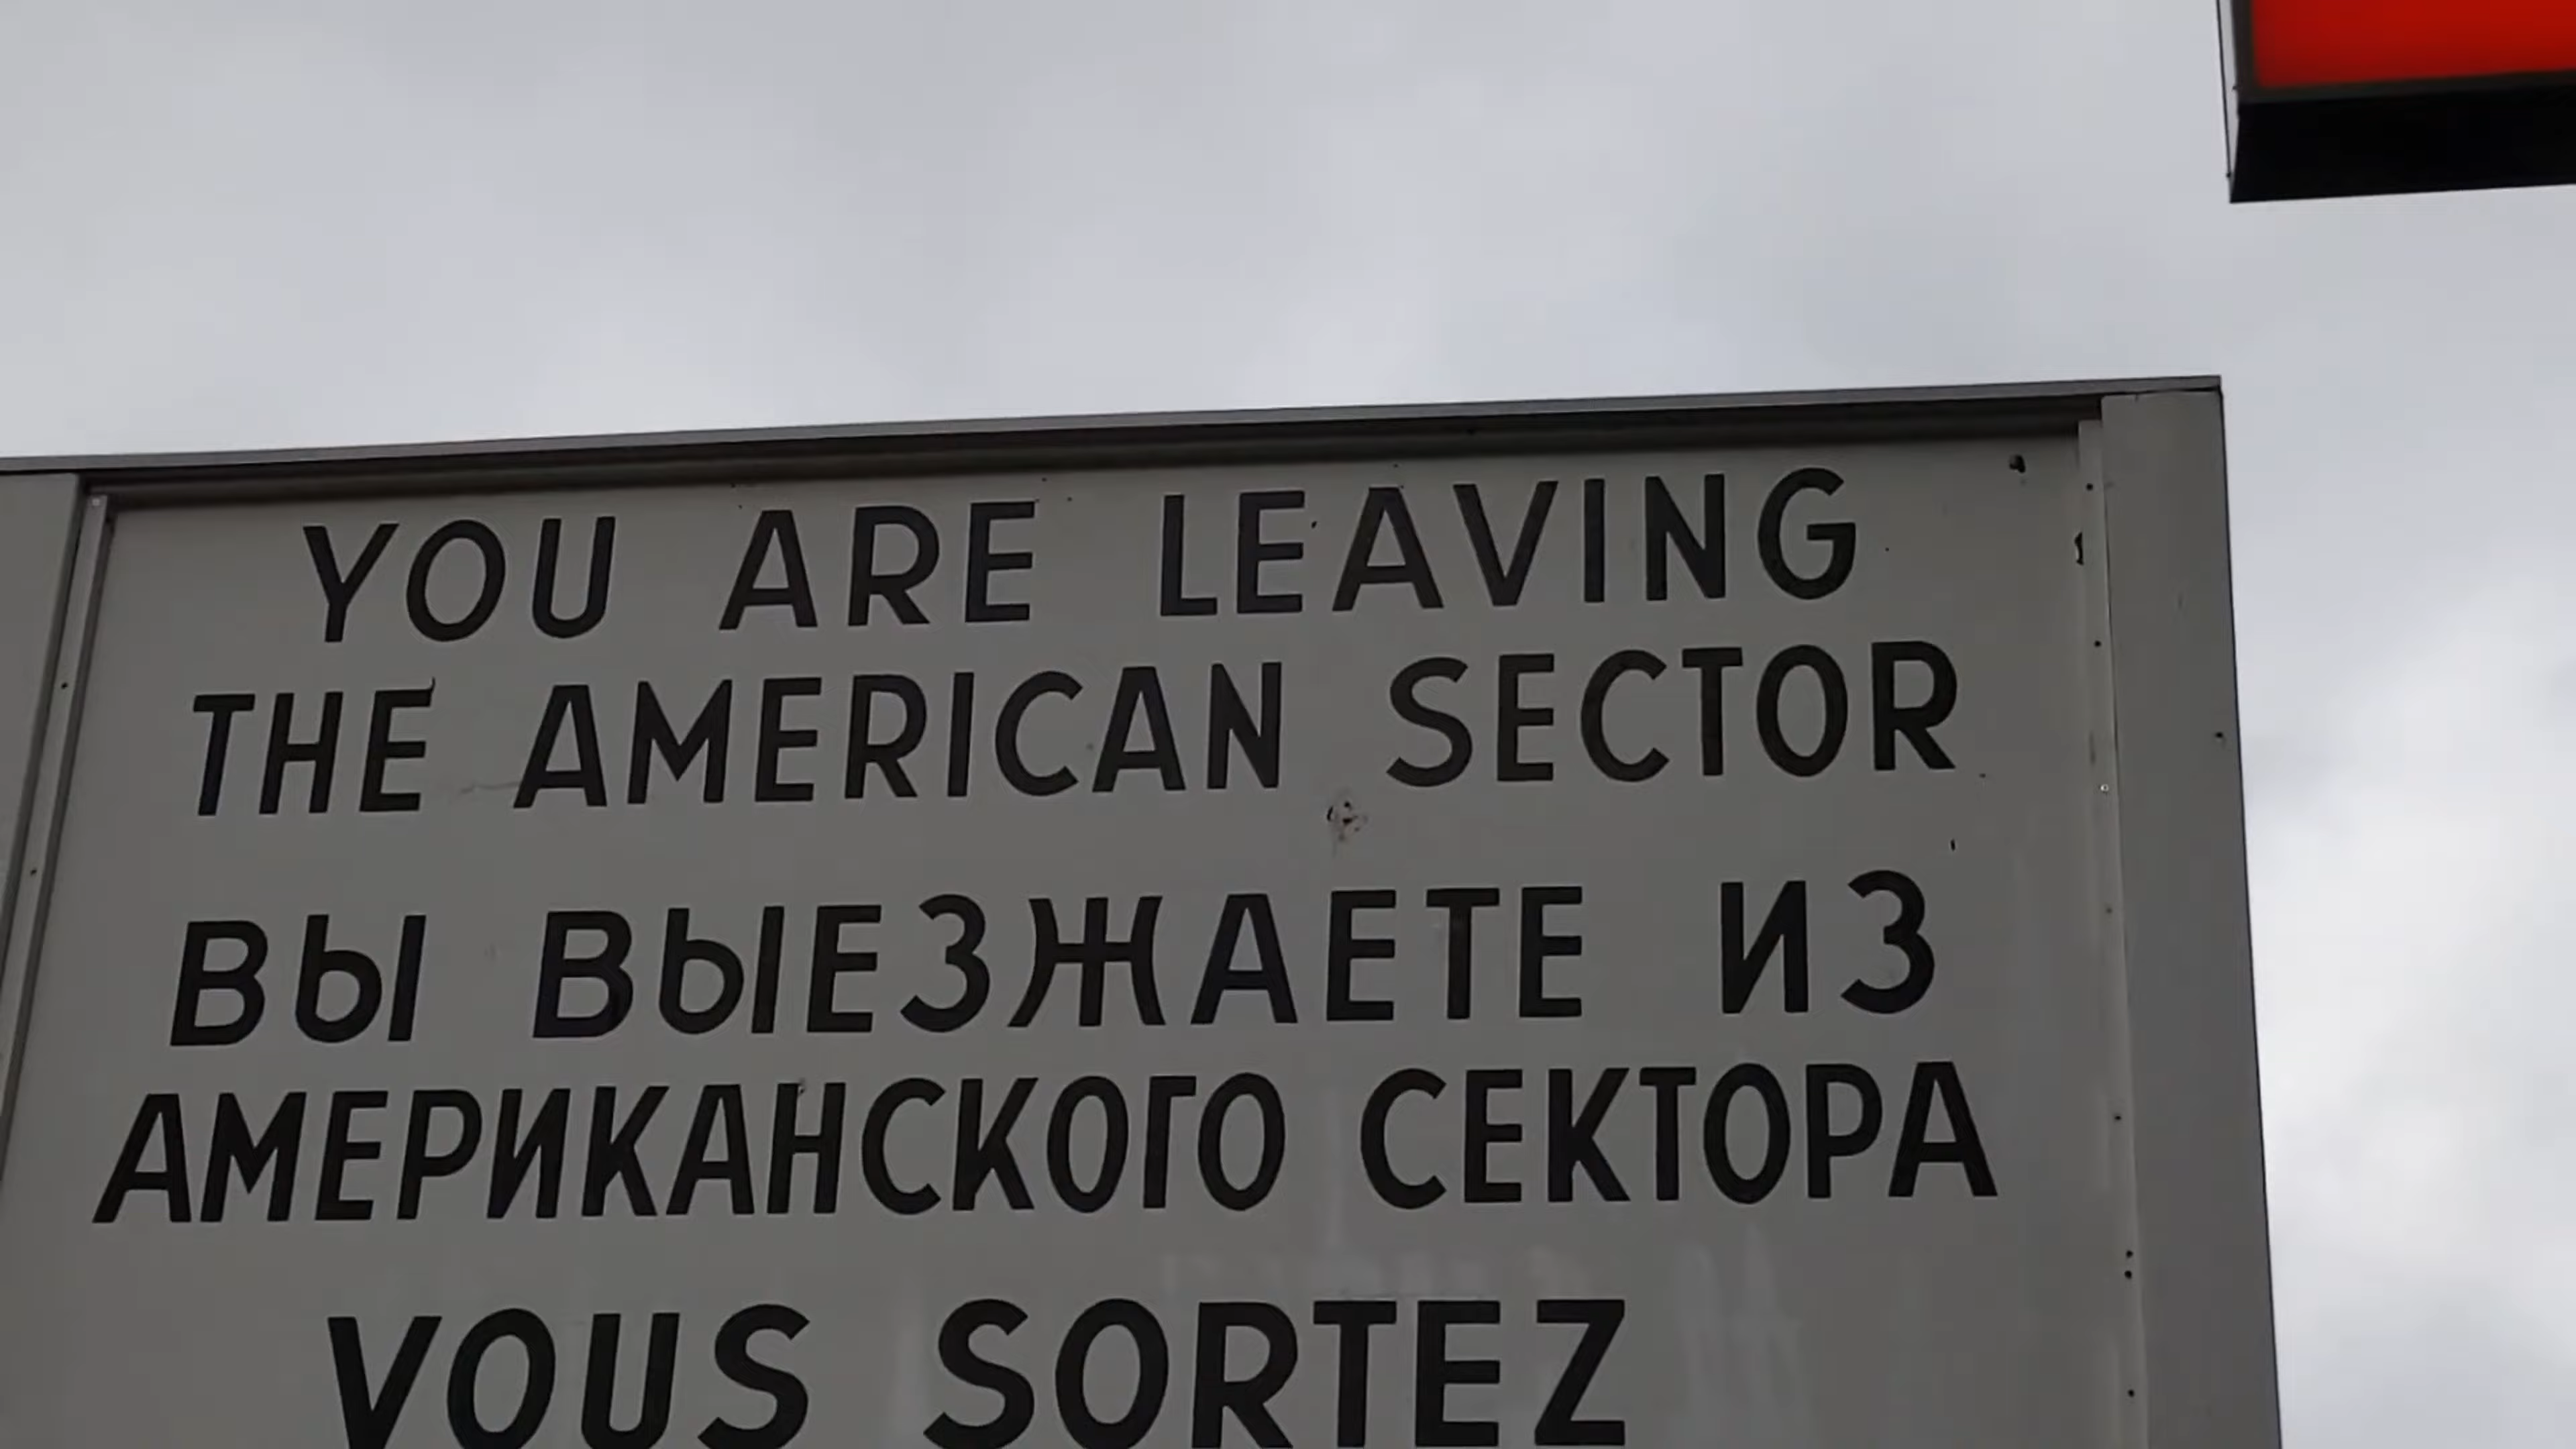 YOU ARE LEAVING
THE AMERICAN SECTOR
ВЫ ВЫЕЗЖАЕТЕ ИЗ
АМЕРИКАНСКОГО СЕКТОРА
VOUS SORTEZ